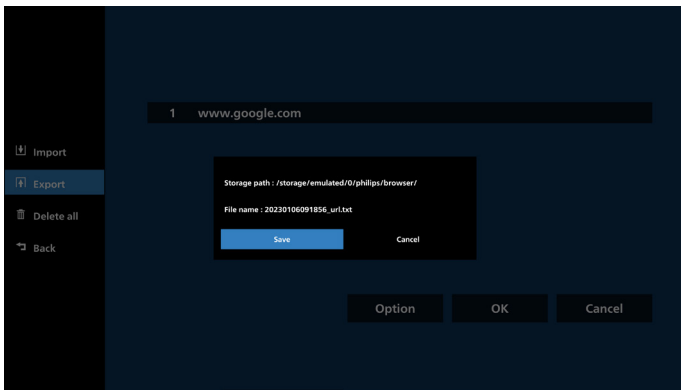 1 www.google.com
Import
Export
Delete all
Back
Storage path : /storage/emulated/0/philips/browser/
File name : 20230106091856_url.txt
Save Cancel
Option OK Cancel